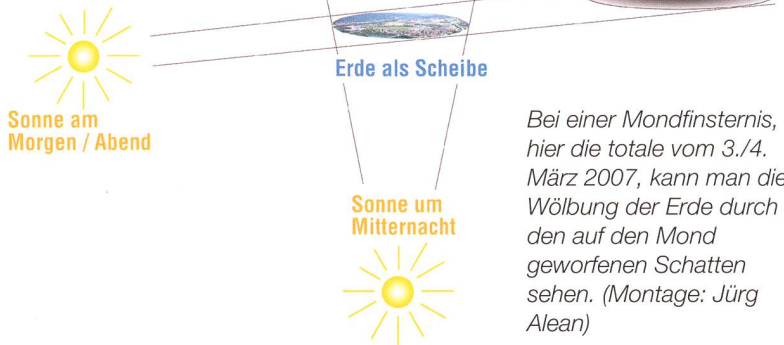 Erde als Scheibe
Sonne am
Morgen / Abend
Sonne um
Mitternacht
Bei einer Mondfinsternis,
hier die totale vom 3./4.
März 2007, kann man die
Wölbung der Erde durch
den auf den Mond
geworfenen Schatten
sehen. (Montage: Jürg
Alean)